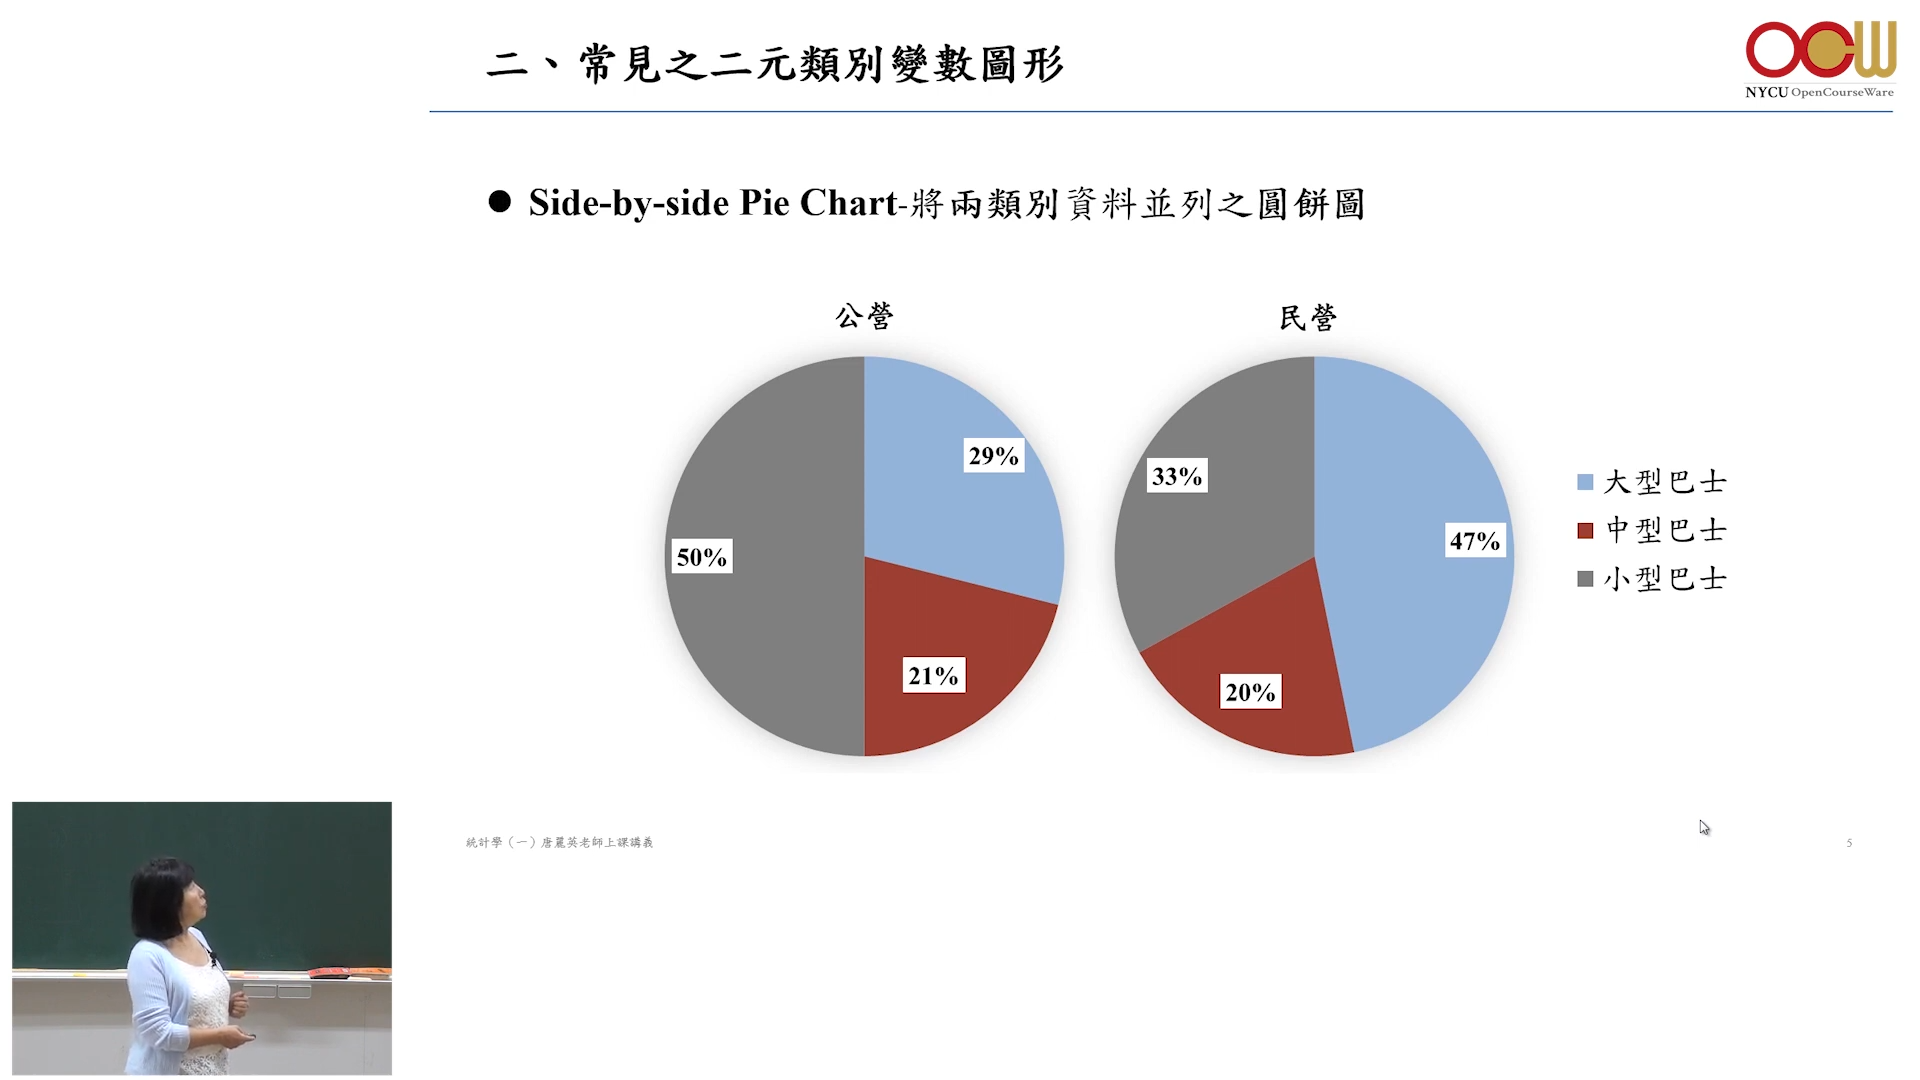 二、常見之二元類別變數圖形
OCW
NYCU OpenCourseWare
● Side-by-side Pie Chart-將兩類別資料並列之圓餅圖
公營
民營
29%
50%
21%
33%
47%
20%
大型巴士
中型巴士
小型巴士
統計學（一）唐麗英老師上課講義
5